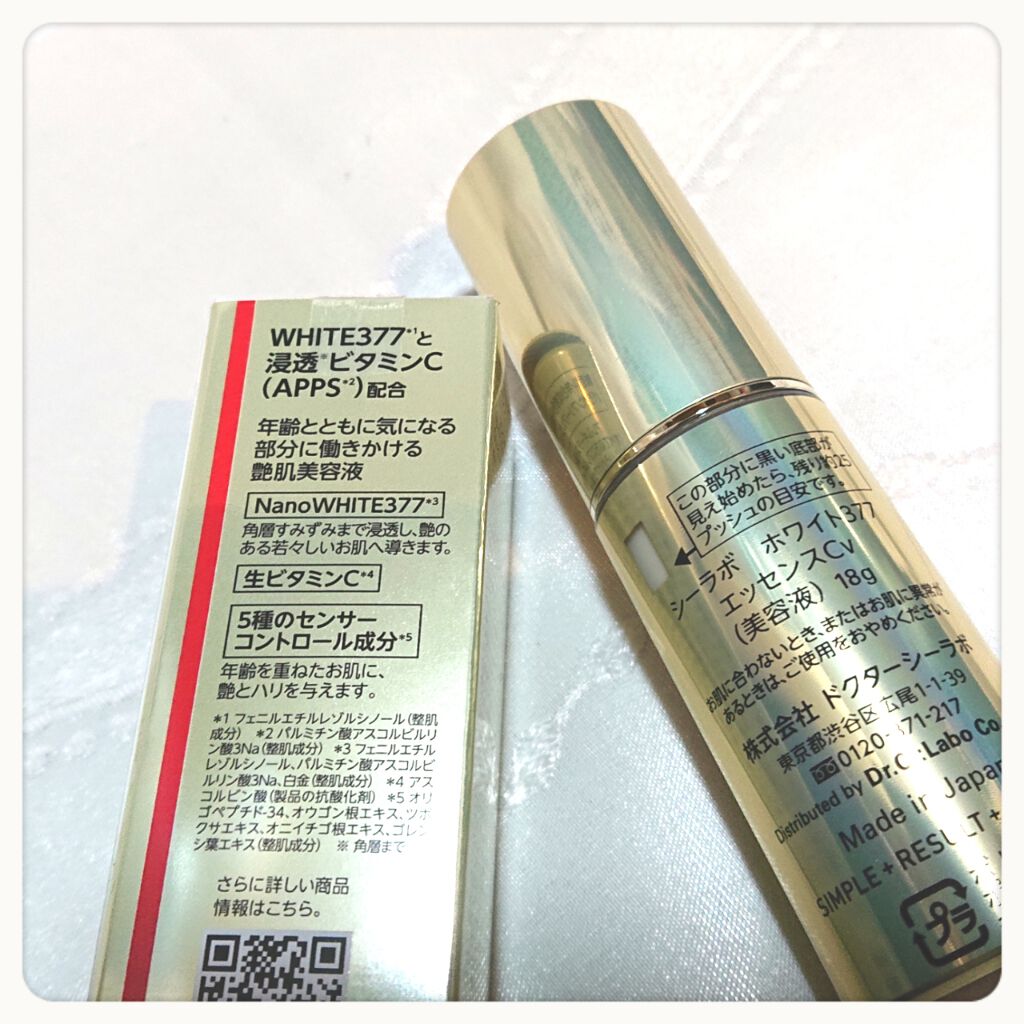 WHITE377*¹と
浸透※ビタミンC
(APPS*²)配合
年齢とともに気になる
部分に働きかける
艶肌美容液
NanoWHITE377*³
角層すみずみまで浸透し、艶の
ある若々しいお肌へ導きます。
生ビタミンC*⁴
5種のセンサー
コントロール成分*⁵
年齢を重ねたお肌に、
艶とハリを与えます。
*1 フェニルエチルレゾルシノール(整肌
成分) *2 パルミチン酸アスコルビルリ
ン酸3Na(整肌成分) *3 フェニルエチル
レゾルシノール、パルミチン酸アスコルビ
ルリン酸3Na、白金(整肌成分) *4 アス
コルビン酸(製品の抗酸化剤) *5 オリ
ゴペプチド-34、オウゴン根エキス、ツボ
クサエキス、オニイチゴ根エキス、ゴレン
シ葉エキス(整肌成分) ※ 角層まで
さらに詳しい商品
情報はこちら。
この部分に黒い底部が
見え始めたら、残り約25
プッシュの目安です。
シーラボ ホワイト377
エッセンスCv
(美容液) 18g
お肌に合わないとき、またはお肌に異常が
あるときは、ご使用をおやめください。
株式会社 ドクターシーラボ
東京都渋谷区広尾1-1-39
0120-371-217
Distributed by Dr.Ci:Labo Co.
Made in Japan
SIMPLE+RESULT+
プラ